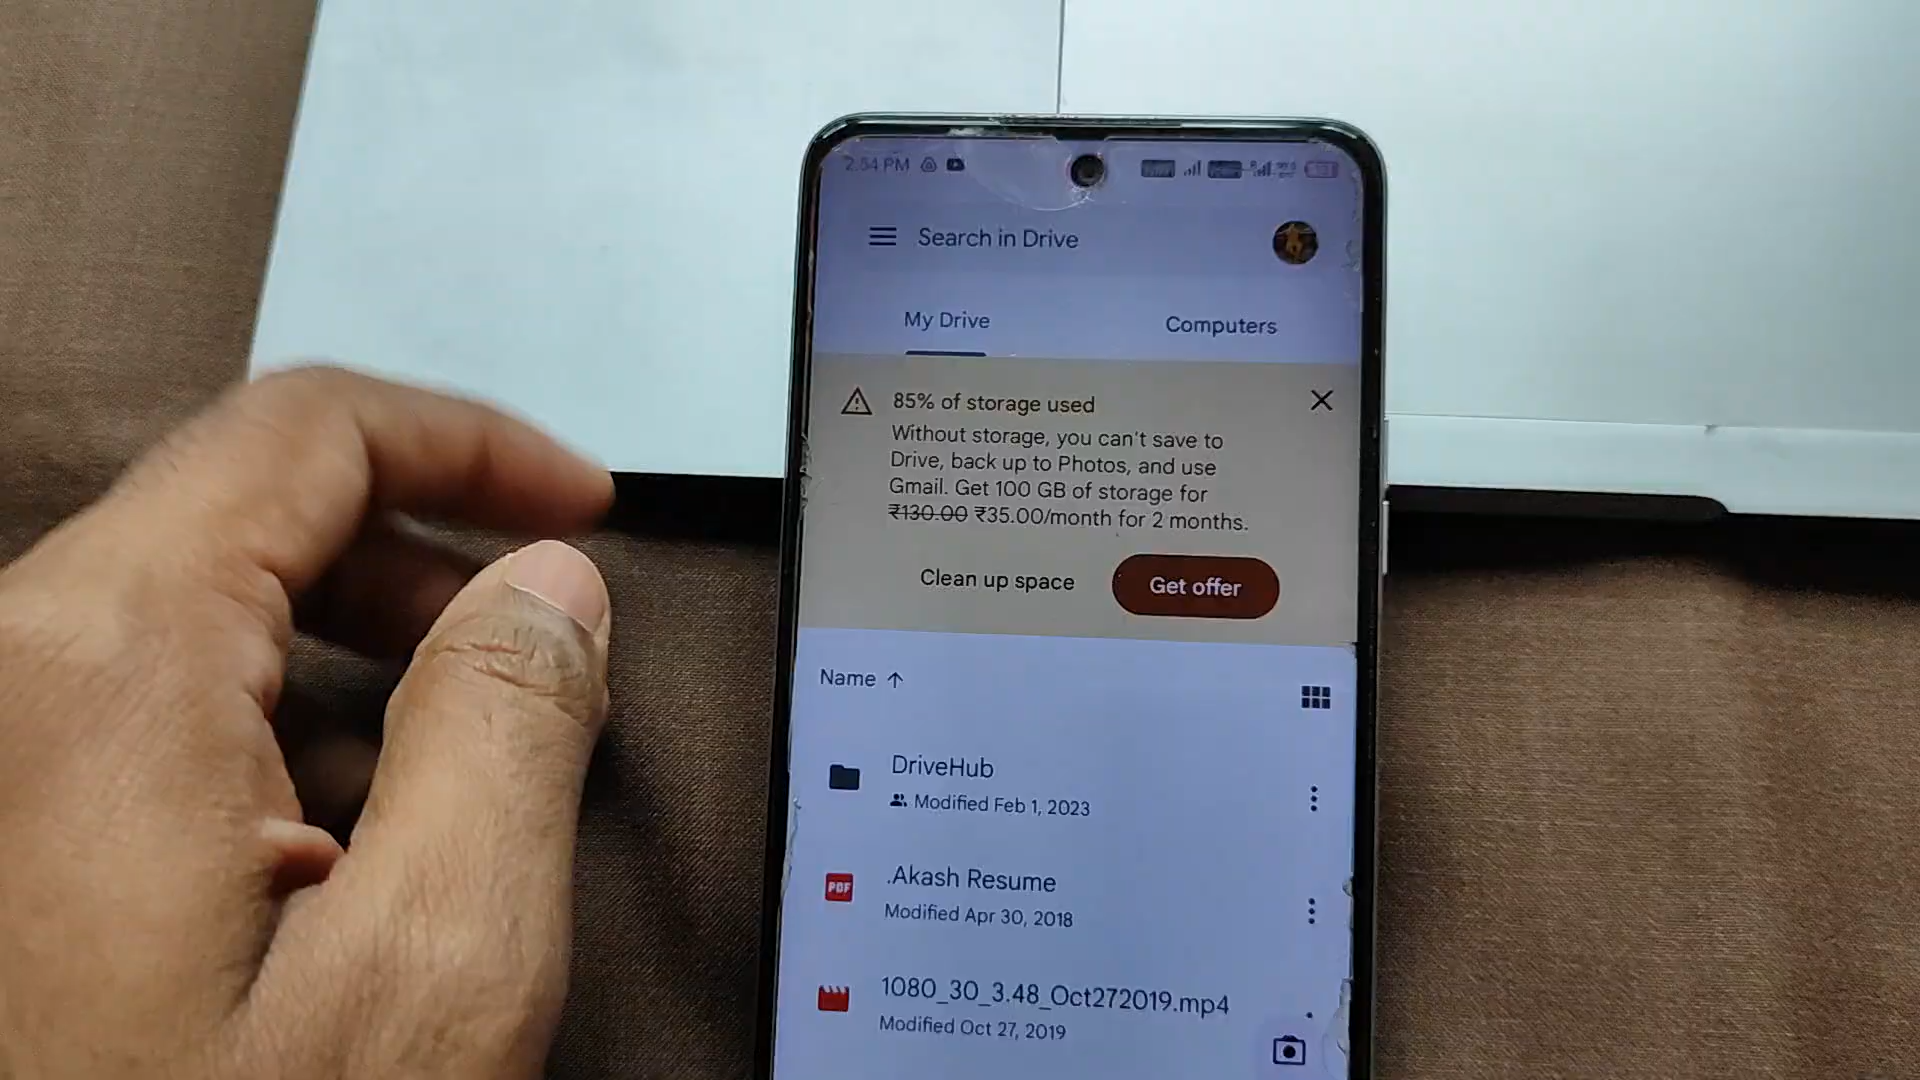 2:54 PM
Search in Drive
My Drive
Computers
85% of storage used
Without storage, you can't save to
Drive, back up to Photos, and use
Gmail. Get 100 GB of storage for
₹130.00 ₹35.00/month for 2 months.
Clean up space
Get offer
Name ↑
DriveHub
Modified Feb 1, 2023
PDF
.Akash Resume
Modified Apr 30, 2018
1080_30_3.48_Oct272019.mp4
Modified Oct 27, 2019